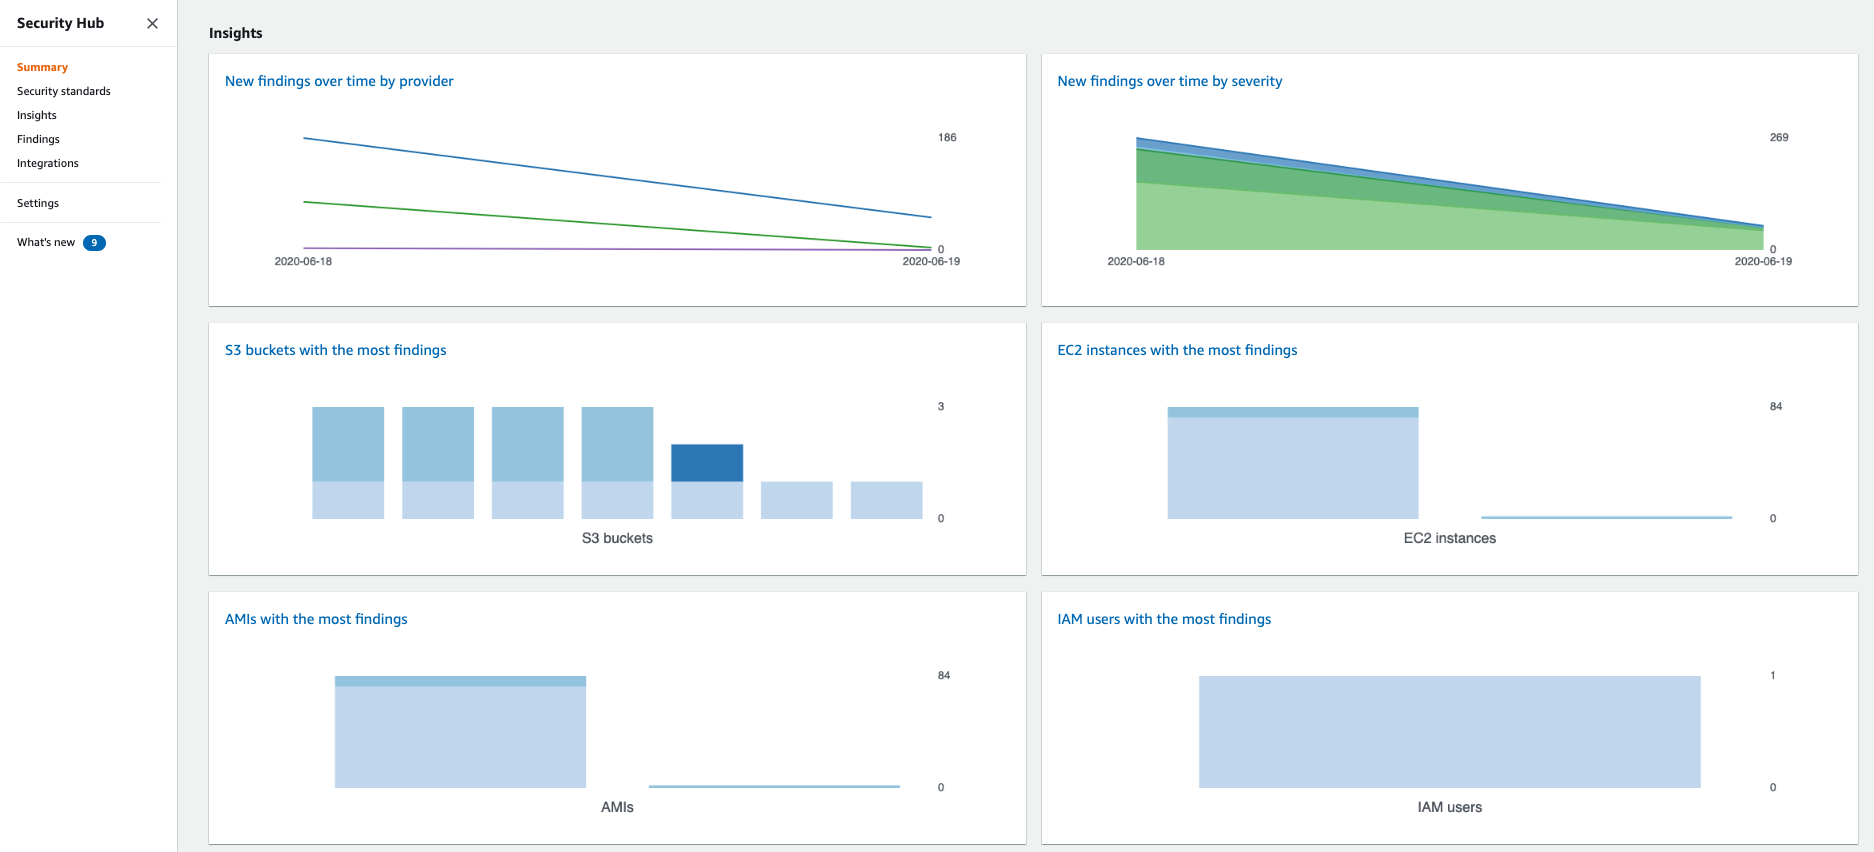 Security Hub
Summary
Security standards
Insights
Findings
Integrations
Settings
What's new 9
Insights
New findings over time by provider
186
0
2020-06-18 2020-06-19
New findings over time by severity
269
0
2020-06-18 2020-06-19
S3 buckets with the most findings
3
0
S3 buckets
EC2 instances with the most findings
84
0
EC2 instances
AMIs with the most findings
84
0
AMIs
IAM users with the most findings
1
0
IAM users